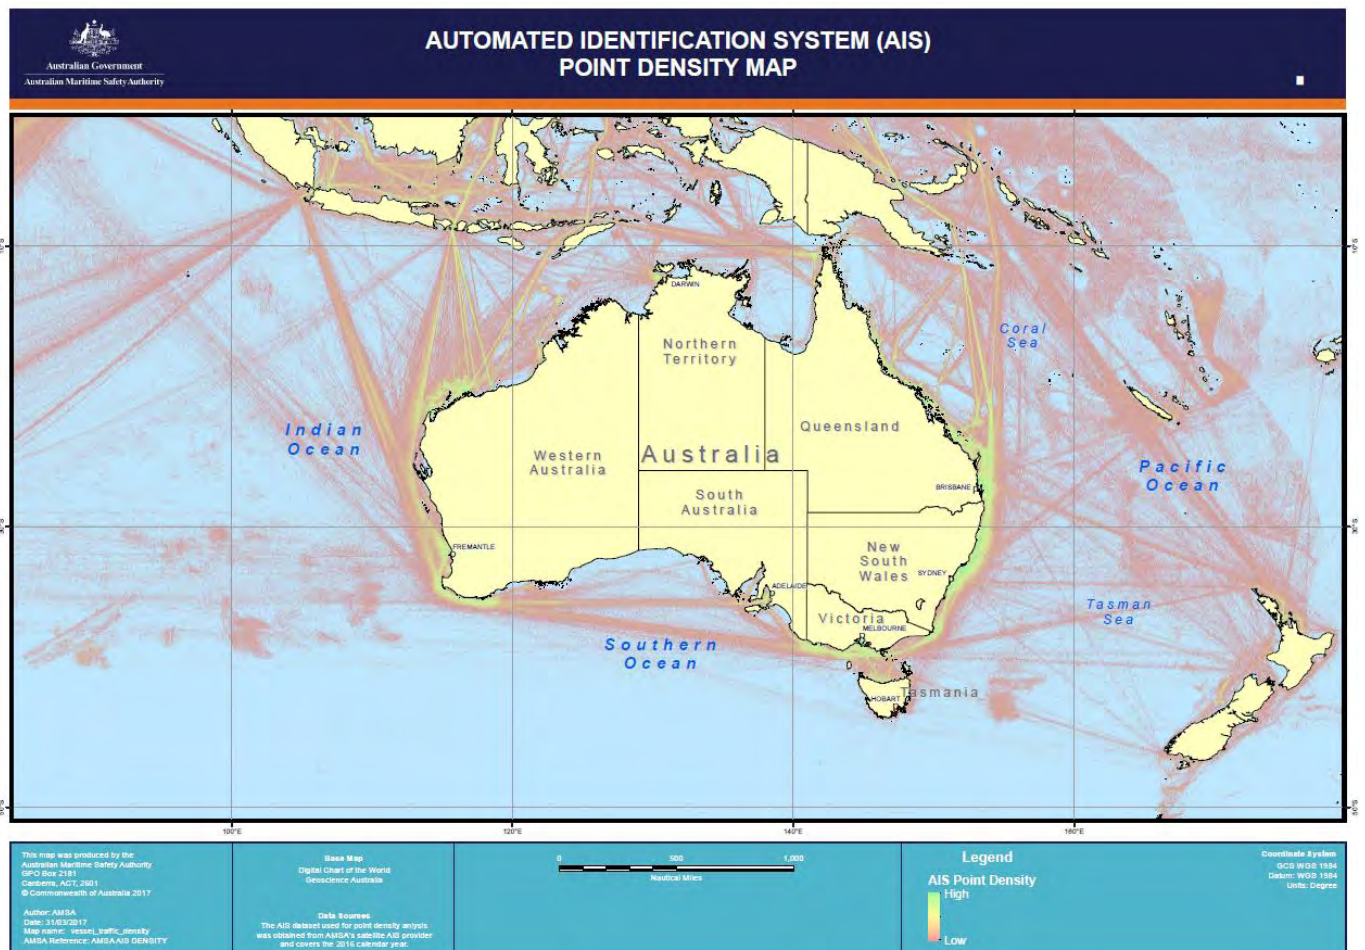 Australian Government
Australian Maritime Safety Authority
AUTOMATED IDENTIFICATION SYSTEM (AIS)
POINT DENSITY MAP
10°S
10°S
DARWIN
Northern
Territory
Coral
Sea
Queensland
Indian
Ocean
Western
Australia
Australia
Pacific
Ocean
South
Australia
BRISBANE
30°S
30°S
FREMANTLE
New
South
Wales
SYDNEY
ADELAIDE
Tasman
Sea
Victoria
MELBOURNE
Southern
Ocean
HOBART
Tasmania
50°S
50°S
100°E
120°E
140°E
160°E
This map was produced by the
Australian Maritime Safety Authority
GPO Box 2181
Canberra, ACT, 2601
© Commonwealth of Australia 2017
Author: AMSA
Date: 31/03/2017
Map name: vessel_traffic_density
AMSA Reference: AMSA AIS DENSITY
Base Map
Digital Chart of the World
Geoscience Australia
Data Sources
The AIS dataset used for point density anlysis
was obtained from AMSA's satellite AIS provider
and covers the 2016 calendar year.
0
500
1,000
Nautical Miles
Legend
AIS Point Density
High
Low
Coordinate System
GCS WGS 1984
Datum: WGS 1984
Units: Degree